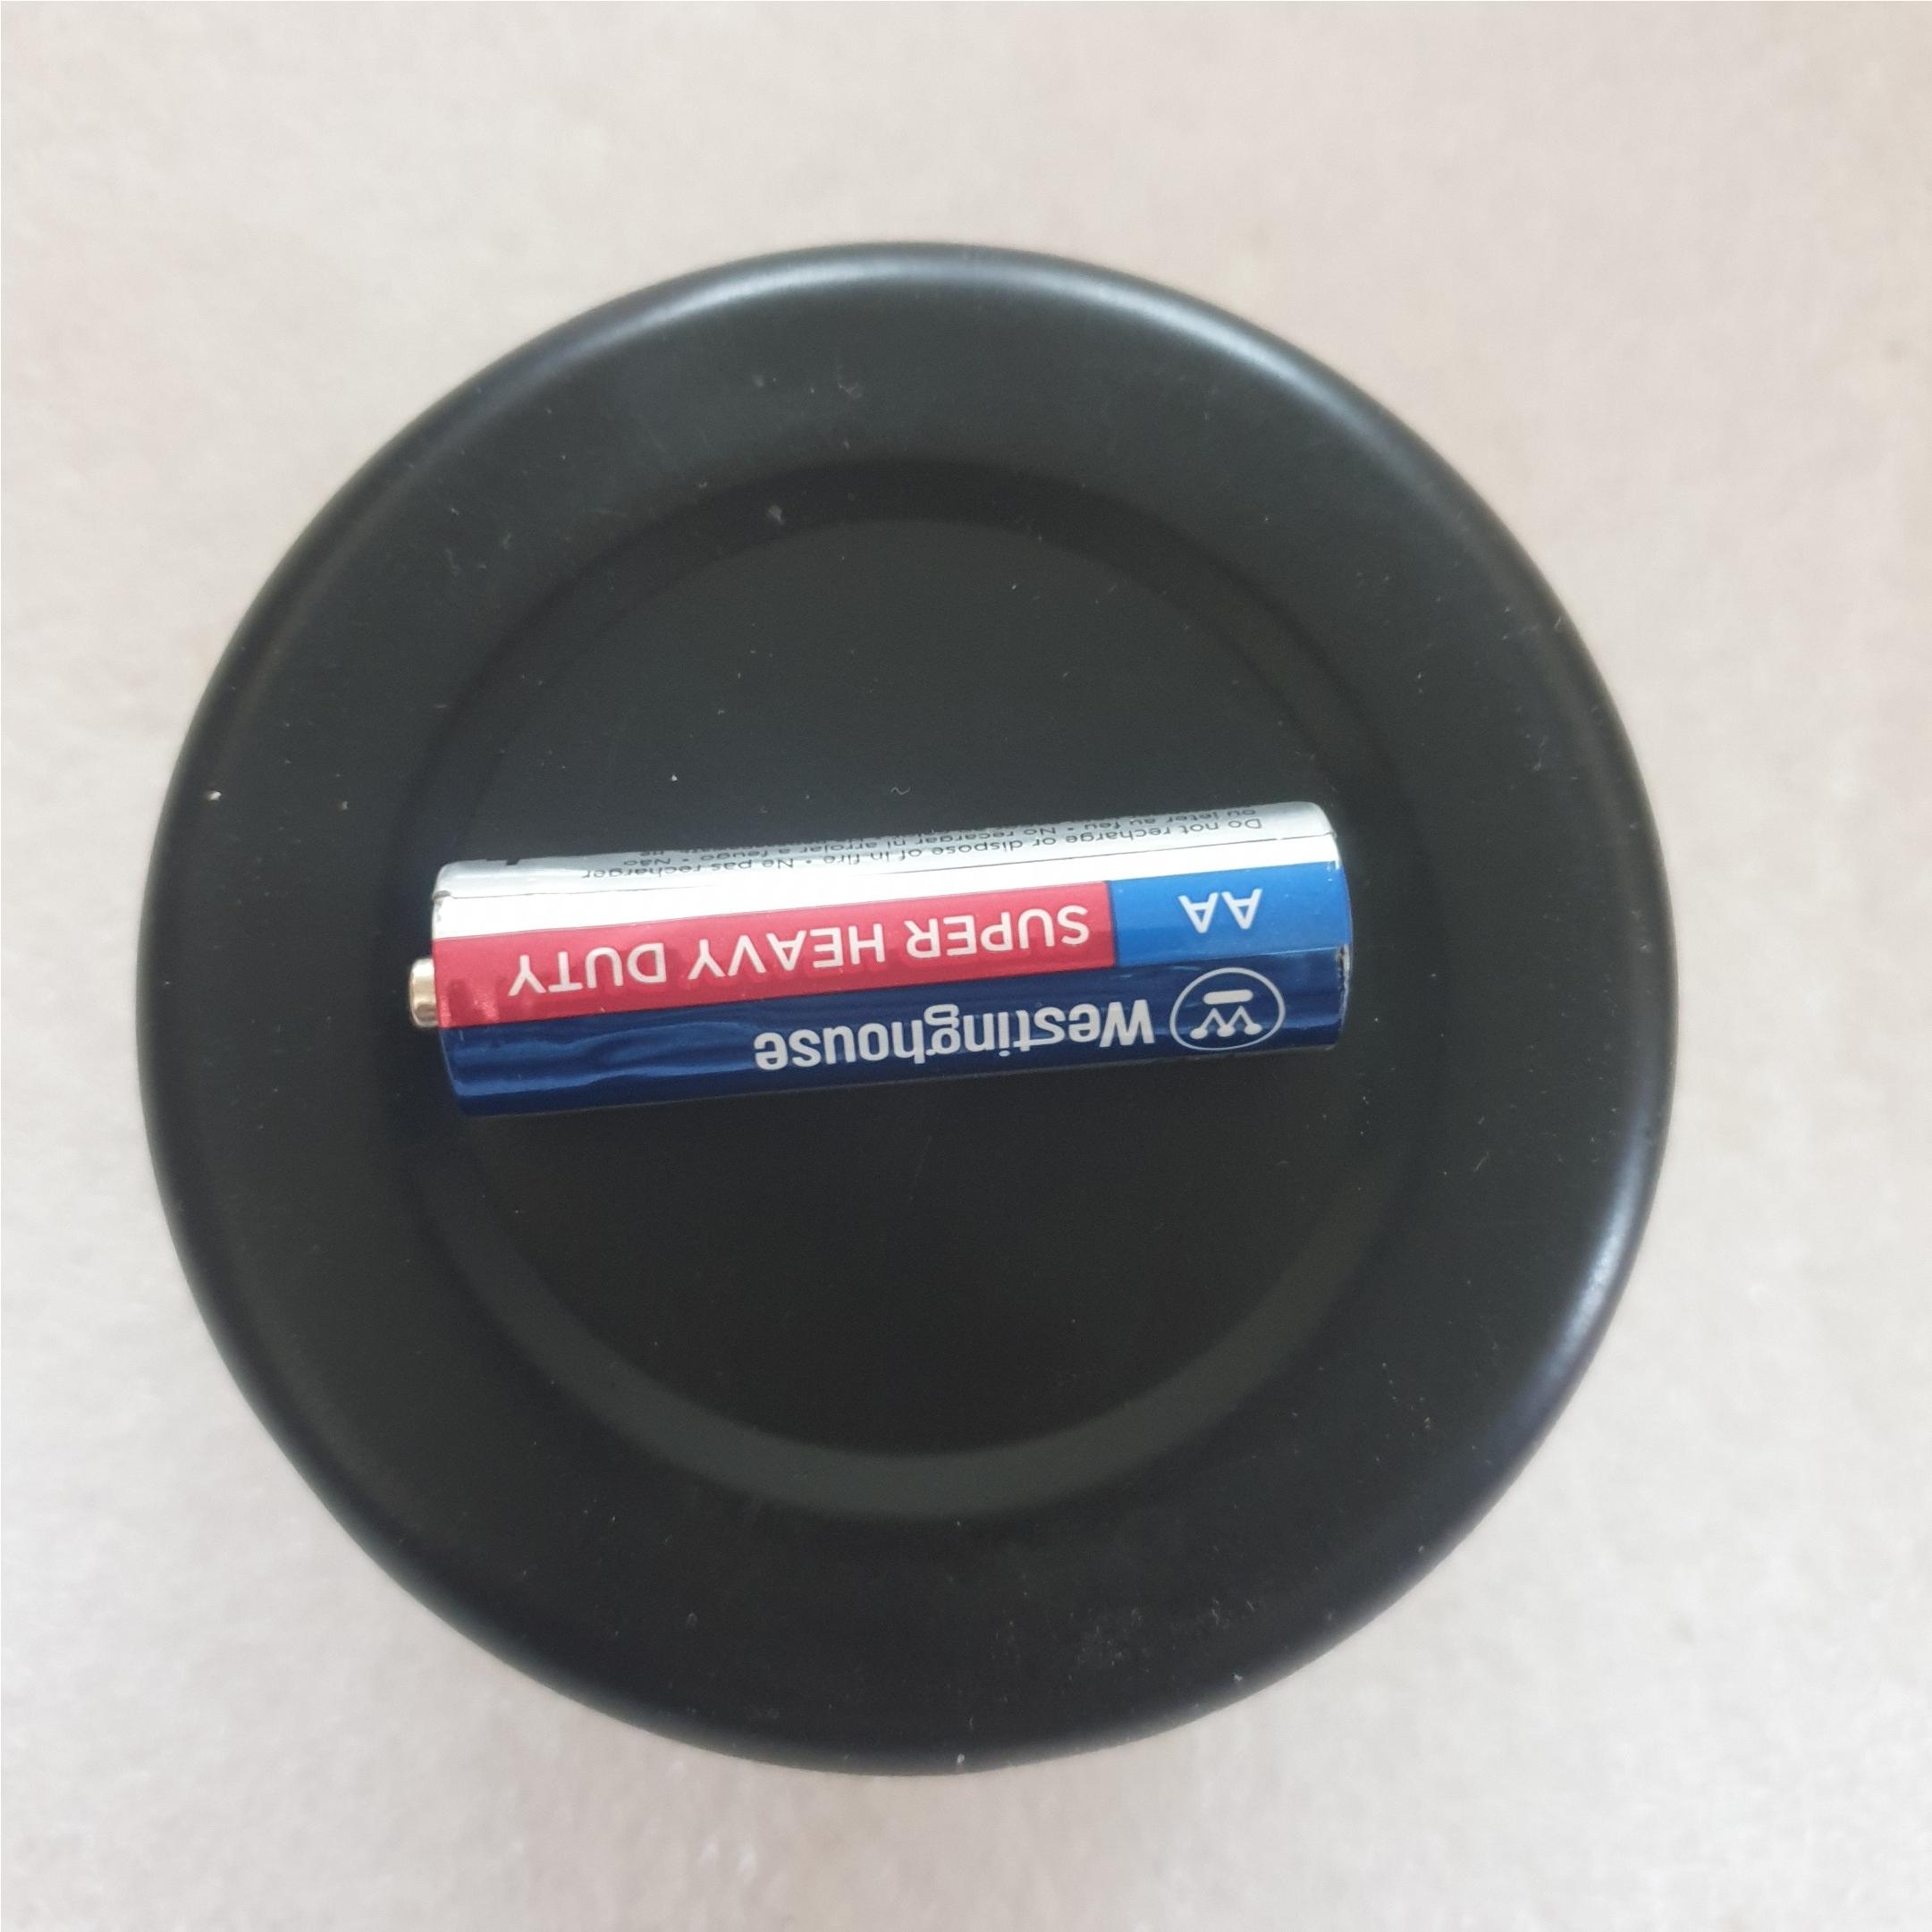 Westinghouse
AA SUPER HEAVY DUTY
Do not recharge or dispose of in fire • Ne pas recharger
ou jeter au feu • No recargar ni arrojar a feugo • Não